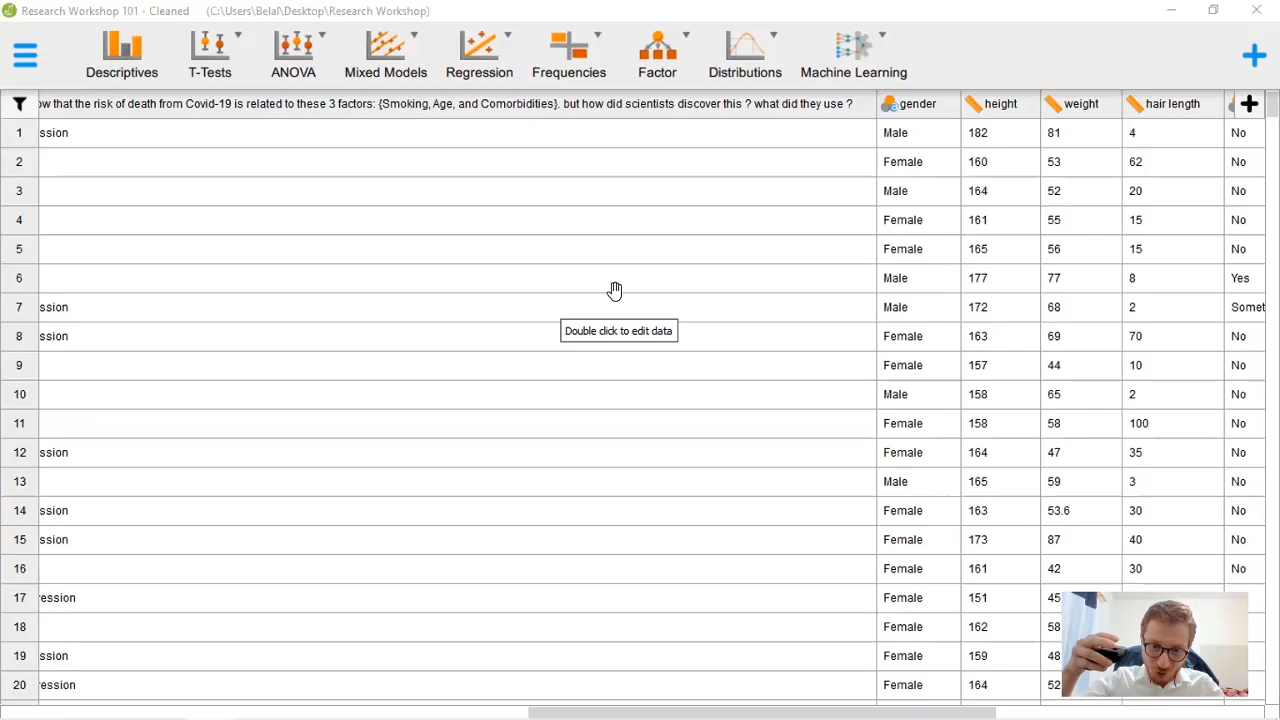 Research Workshop 101 - Cleaned (C:\Users\Belal\Desktop\Research Workshop)
Descriptives T-Tests ANOVA Mixed Models Regression Frequencies Factor Distributions Machine Learning
ow that the risk of death from Covid-19 is related to these 3 factors: {Smoking, Age, and Comorbidities}. but how did scientists discover this ? what did they use ? gender height weight hair length
1 ssion Male 182 81 4 No
2 Female 160 53 62 No
3 Male 164 52 20 No
4 Female 161 55 15 No
5 Female 165 56 15 No
6 Male 177 77 8 Yes
7 ssion Male 172 68 2 Somet
Double click to edit data
8 ssion Female 163 69 70 No
9 Female 157 44 10 No
10 Male 158 65 2 No
11 Female 158 58 100 No
12 ssion Female 164 47 35 No
13 Male 165 59 3 No
14 ssion Female 163 53.6 30 No
15 ssion Female 173 87 40 No
16 Female 161 42 30 No
17 ression Female 151 45
18 Female 162 58
19 ssion Female 159 48
20 ression Female 164 52